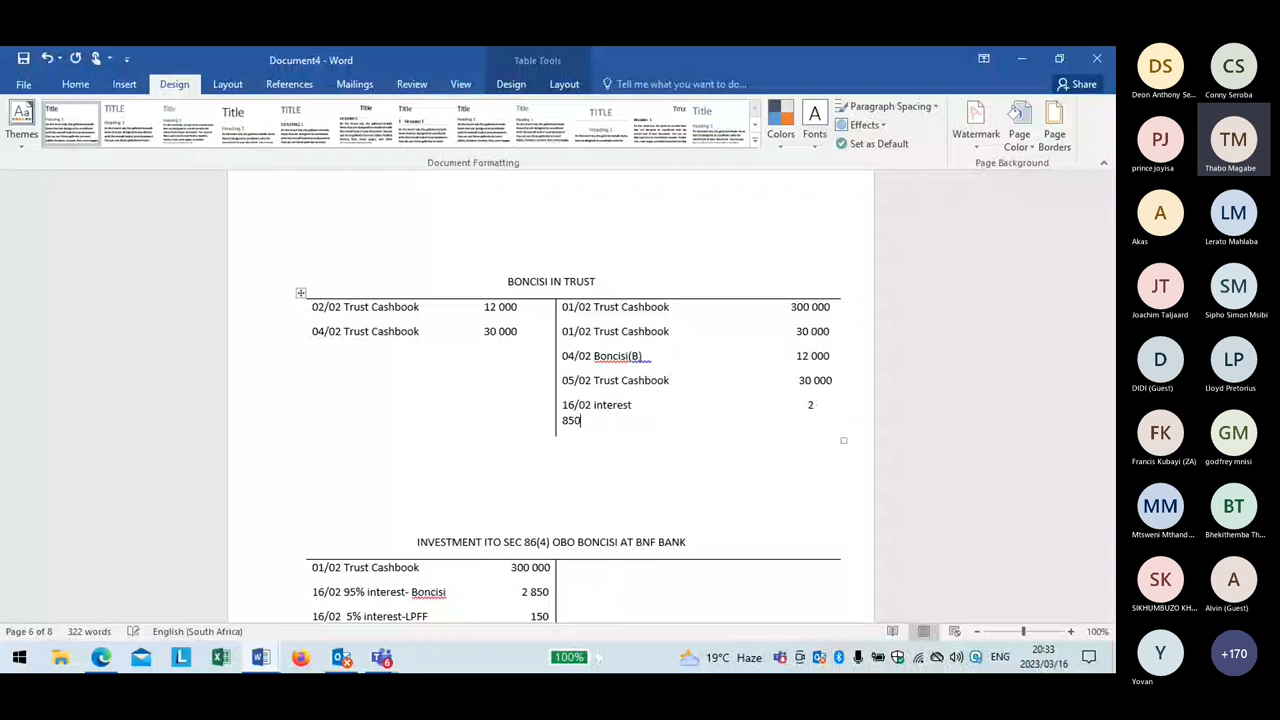 Document4 - Word
Table Tools
File
Home
Insert
Design
Layout
References
Mailings
Review
View
Design
Layout
Tell me what you want to do...
Share
Themes
Title
TITLE
Title
Title
TITLE
Title
Title
TITLE
Title
Colors
Fonts
Paragraph Spacing
Effects
Set as Default
Watermark
Page Color
Page Borders
Document Formatting
Page Background
BONCISI IN TRUST
02/02 Trust Cashbook 12 000 01/02 Trust Cashbook 300 000
04/02 Trust Cashbook 30 000 01/02 Trust Cashbook 30 000
04/02 Boncisi(B) 12 000
05/02 Trust Cashbook 30 000
16/02 interest 2
850
INVESTMENT ITO SEC 86(4) OBO BONCISI AT BNF BANK
01/02 Trust Cashbook 300 000
16/02 95% interest- Boncisi 2 850
16/02 5% interest-LPFF 150
Page 6 of 8
322 words
English (South Africa)
100%
100%
19°C Haze
ENG
20:33
2023/03/16
DS
Deon Anthony Se...
CS
Conny Seroba
PJ
prince joyisa
TM
Thabo Magabe
A
Akas
LM
Lerato Mahlaba
JT
Joachim Taljaard
SM
Sipho Simon Msibi
D
DIDI (Guest)
LP
Lloyd Pretorius
FK
Francis Kubayi (ZA)
GM
godfrey mnisi
MM
Mtsweni Mthand...
BT
Bhekithemba Th...
SK
SIKHUMBUZO KH...
A
Alvin (Guest)
Y
Yovan
+170